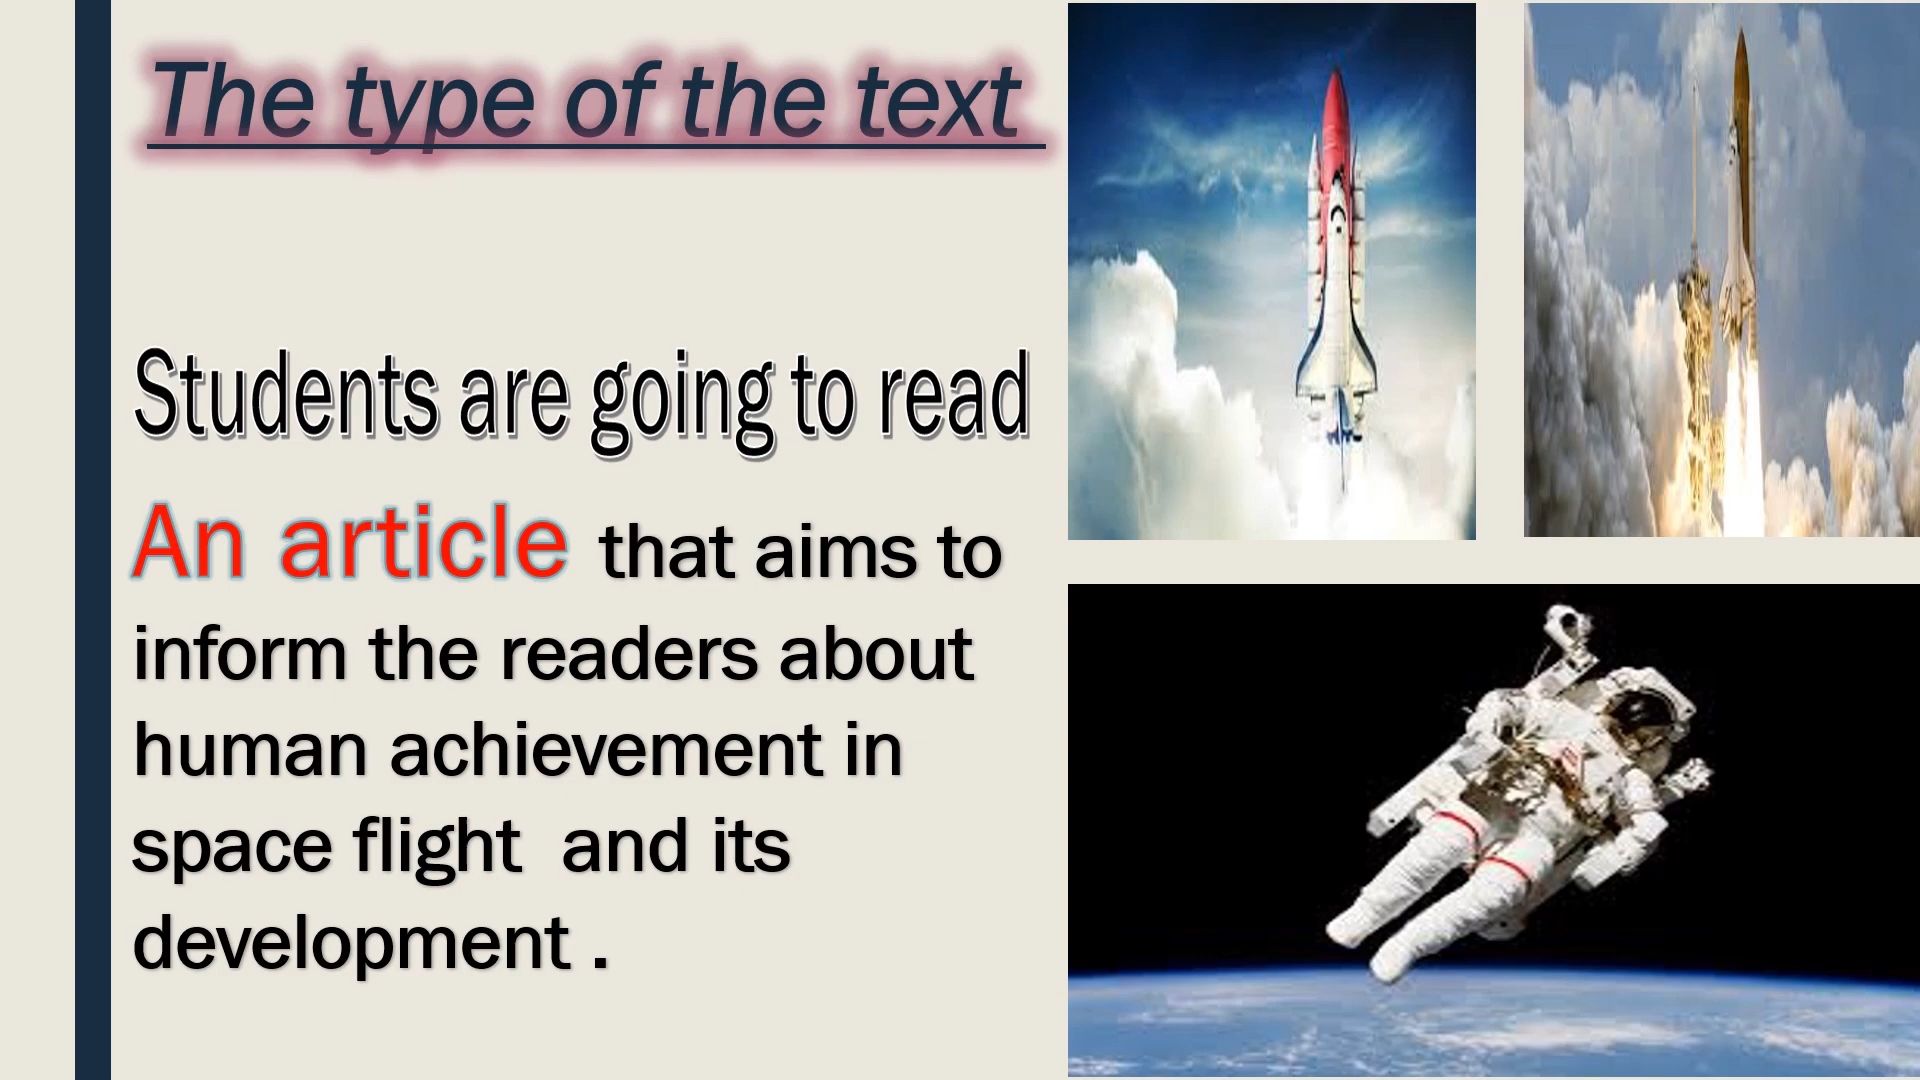 The type of the text
Students are going to read
An article that aims to
inform the readers about
human achievement in
space flight  and its
development .